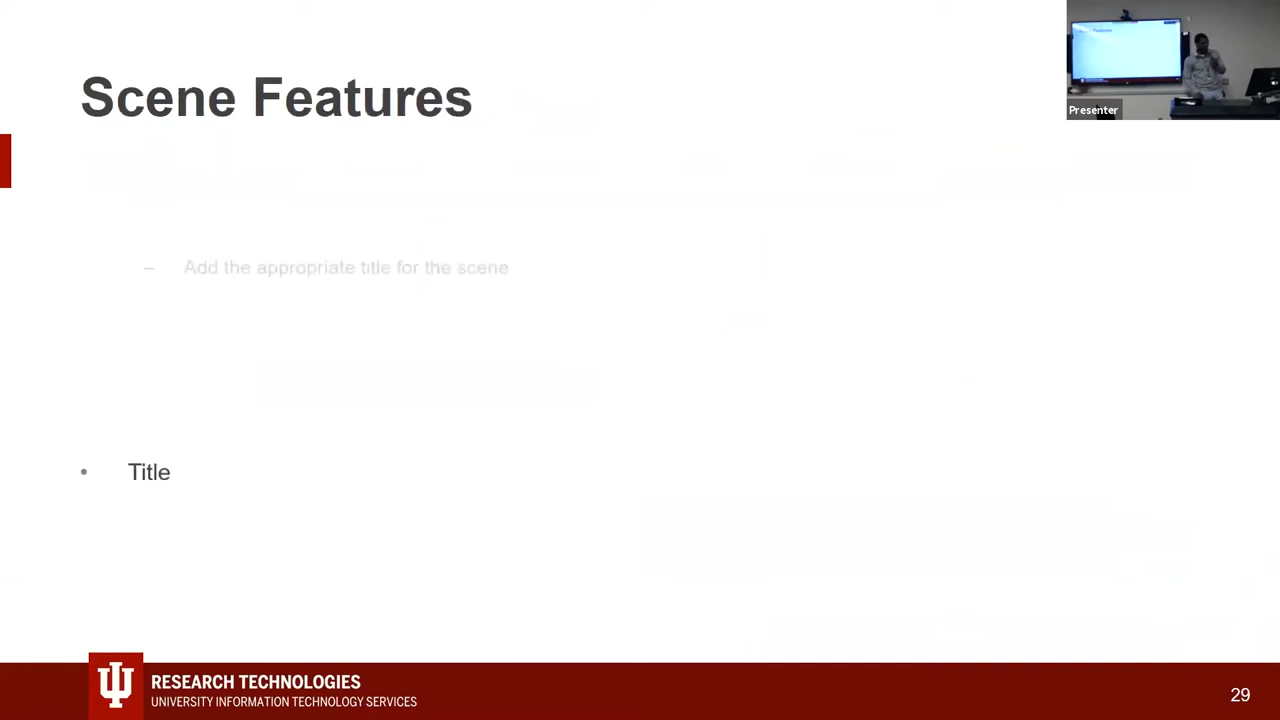 Scene Features
Presenter
– Add the appropriate title for the scene
• Title
RESEARCH TECHNOLOGIES
UNIVERSITY INFORMATION TECHNOLOGY SERVICES
29